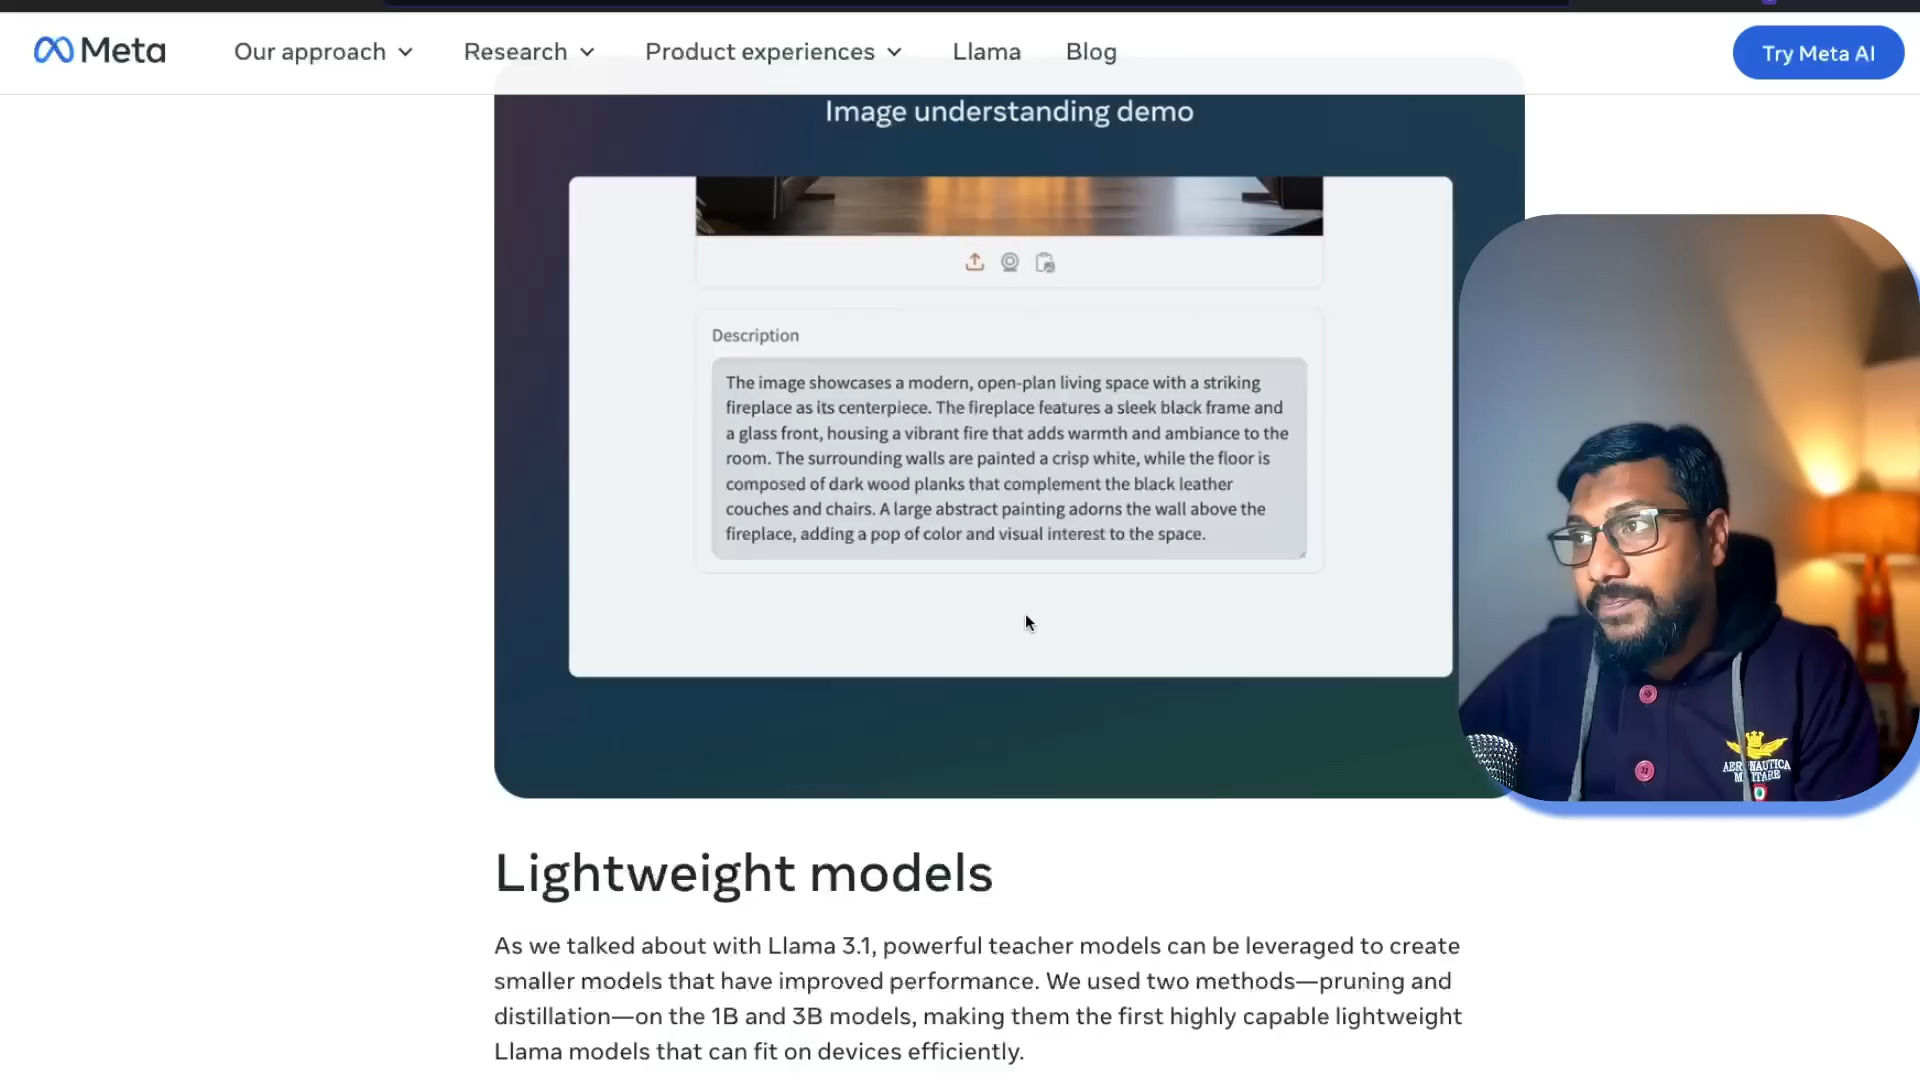 Meta
Our approach
Research
Product experiences
Llama
Blog
Try Meta AI
Image understanding demo
Description
The image showcases a modern, open-plan living space with a striking
fireplace as its centerpiece. The fireplace features a sleek black frame and
a glass front, housing a vibrant fire that adds warmth and ambiance to the
room. The surrounding walls are painted a crisp white, while the floor is
composed of dark wood planks that complement the black leather
couches and chairs. A large abstract painting adorns the wall above the
fireplace, adding a pop of color and visual interest to the space.
AERONAUTICA
MILITARE
Lightweight models
As we talked about with Llama 3.1, powerful teacher models can be leveraged to create
smaller models that have improved performance. We used two methods—pruning and
distillation—on the 1B and 3B models, making them the first highly capable lightweight
Llama models that can fit on devices efficiently.